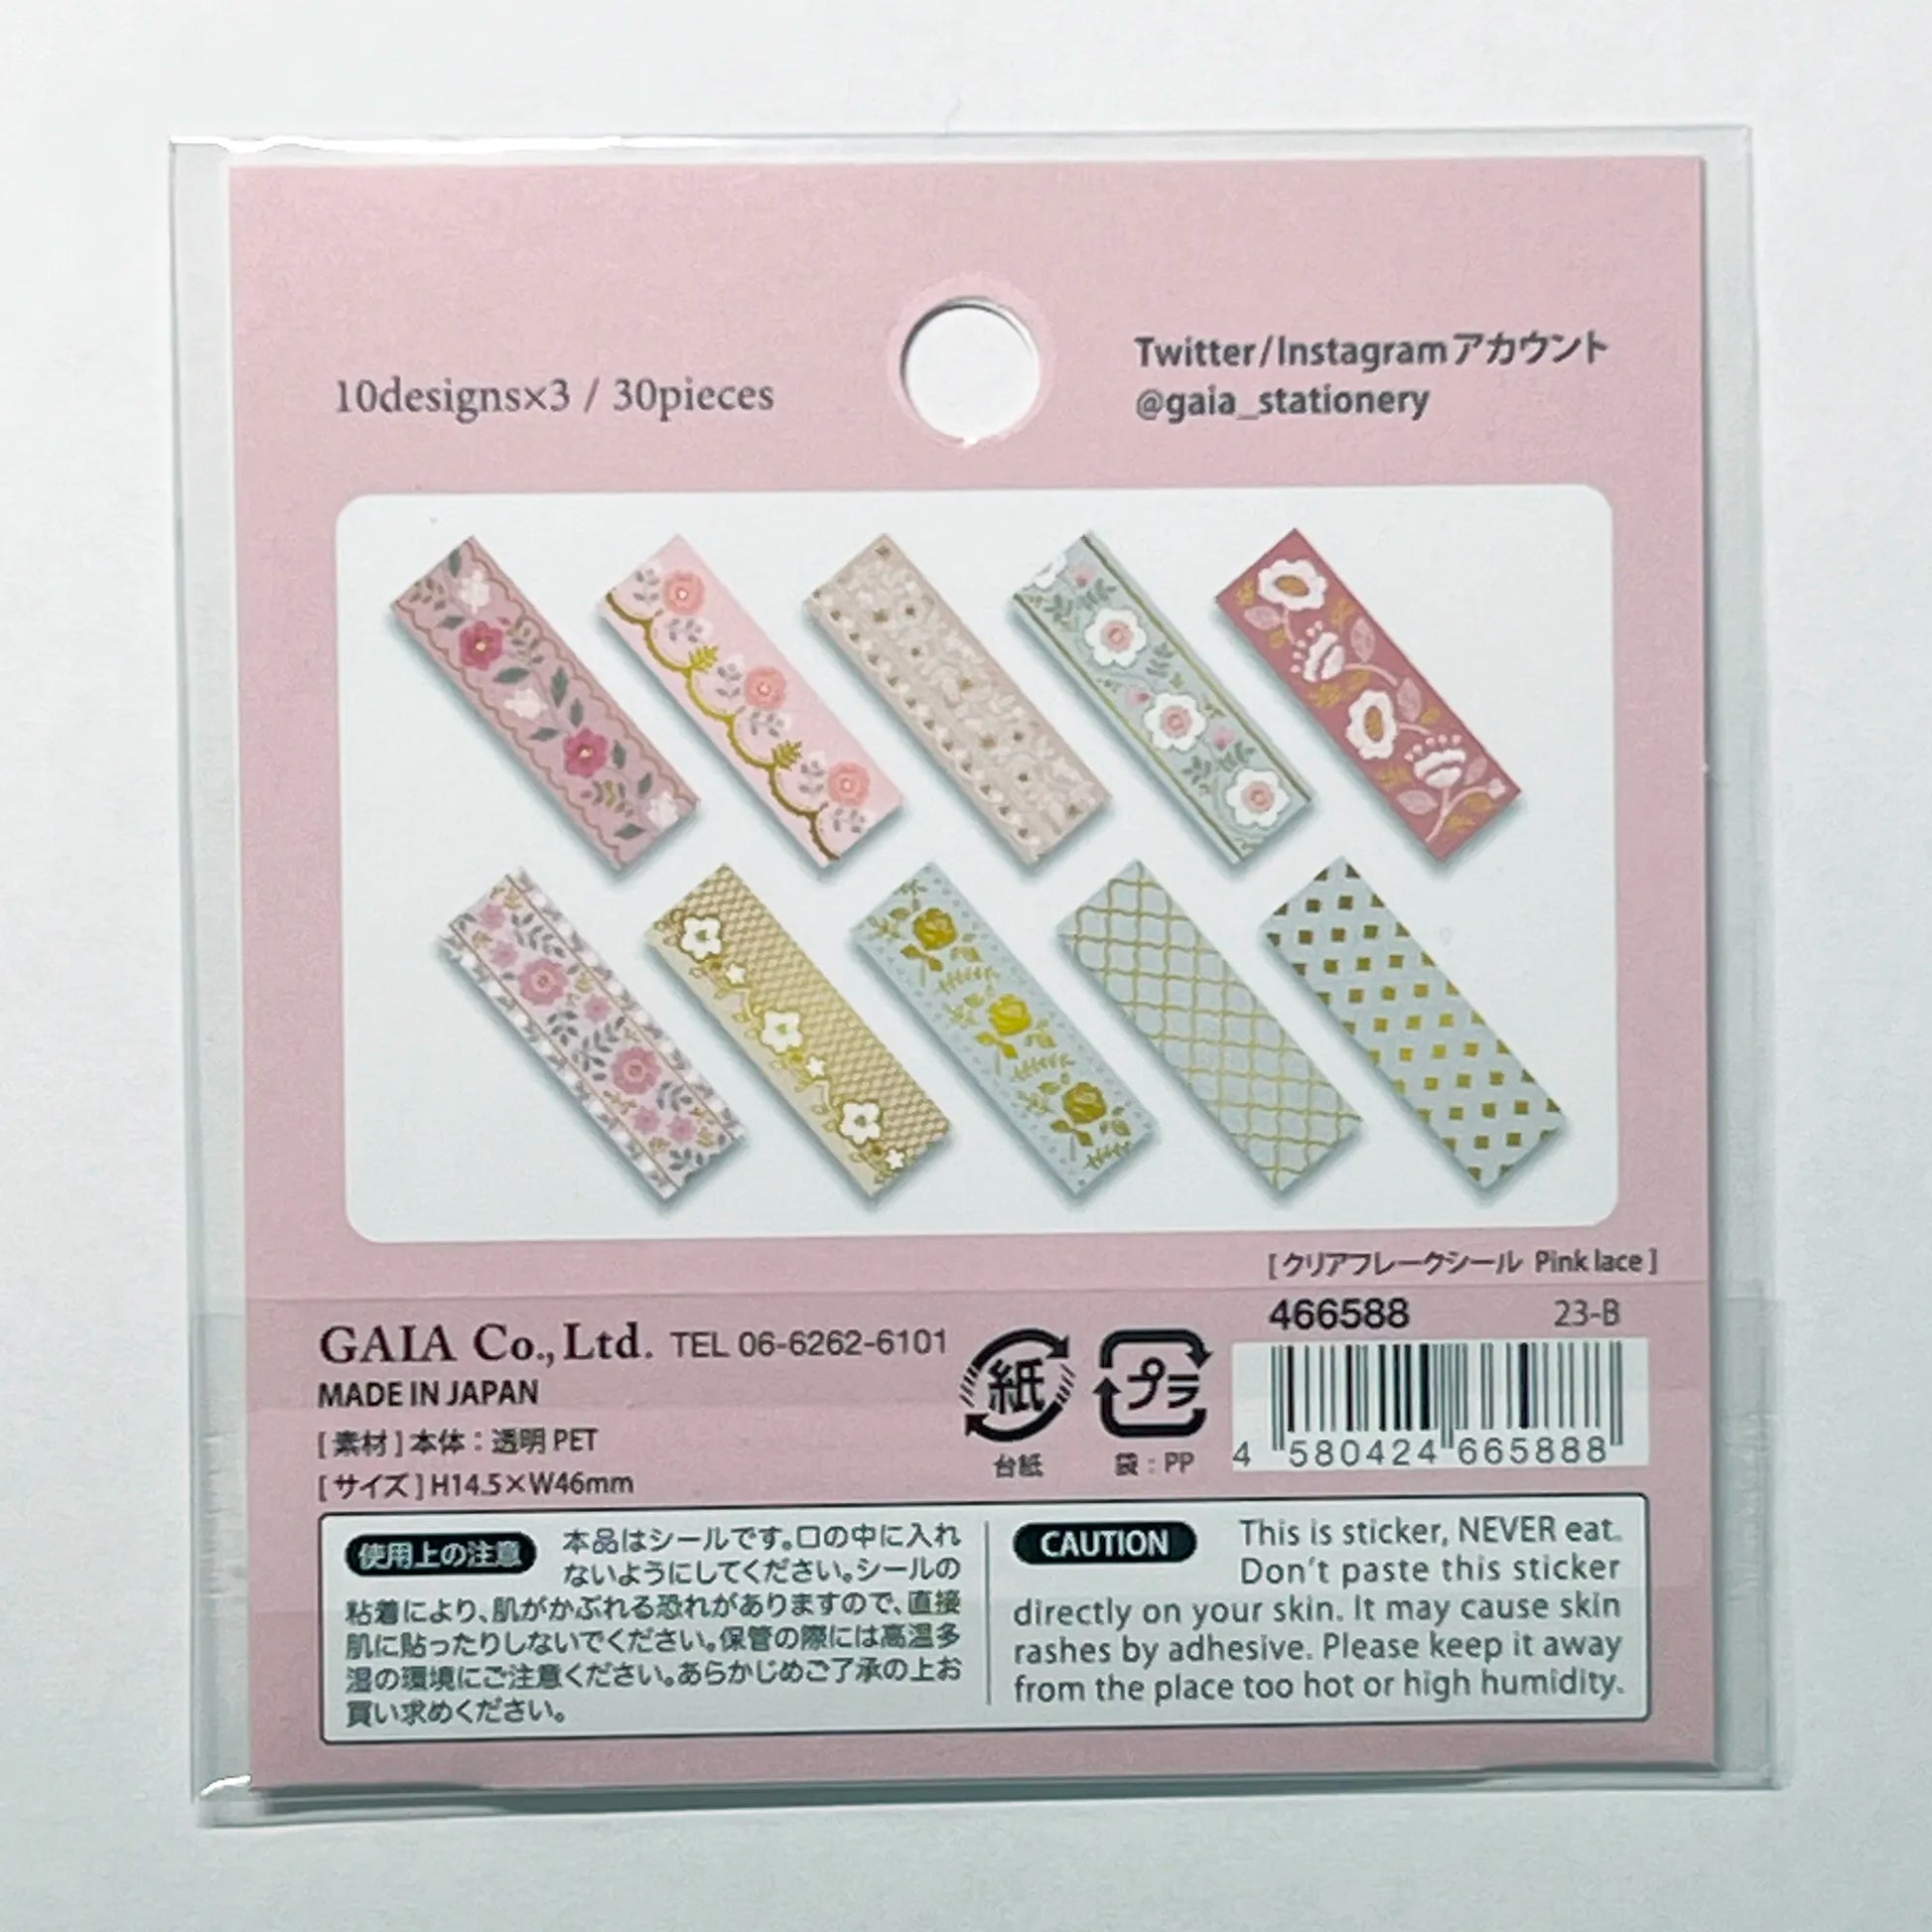 10designs×3 / 30pieces
Twitter/Instagramアカウント
@gaia_stationery
[クリアフレークシール Pink lace]
466588 23-B
4 580424 665888
GAIA Co., Ltd. TEL 06-6262-6101
MADE IN JAPAN
[素材]本体：透明 PET
[サイズ]H14.5×W46mm
紙
台紙
プラ
袋：PP
使用上の注意 本品はシールです。口の中に入れ
ないようにしてください。シールの
粘着により、肌がかぶれる恐れがありますので、直接
肌に貼ったりしないでください。保管の際には高温多
湿の環境にご注意ください。あらかじめご了承の上お
買い求めください。
CAUTION This is sticker, NEVER eat.
Don't paste this sticker
directly on your skin. It may cause skin
rashes by adhesive. Please keep it away
from the place too hot or high humidity.